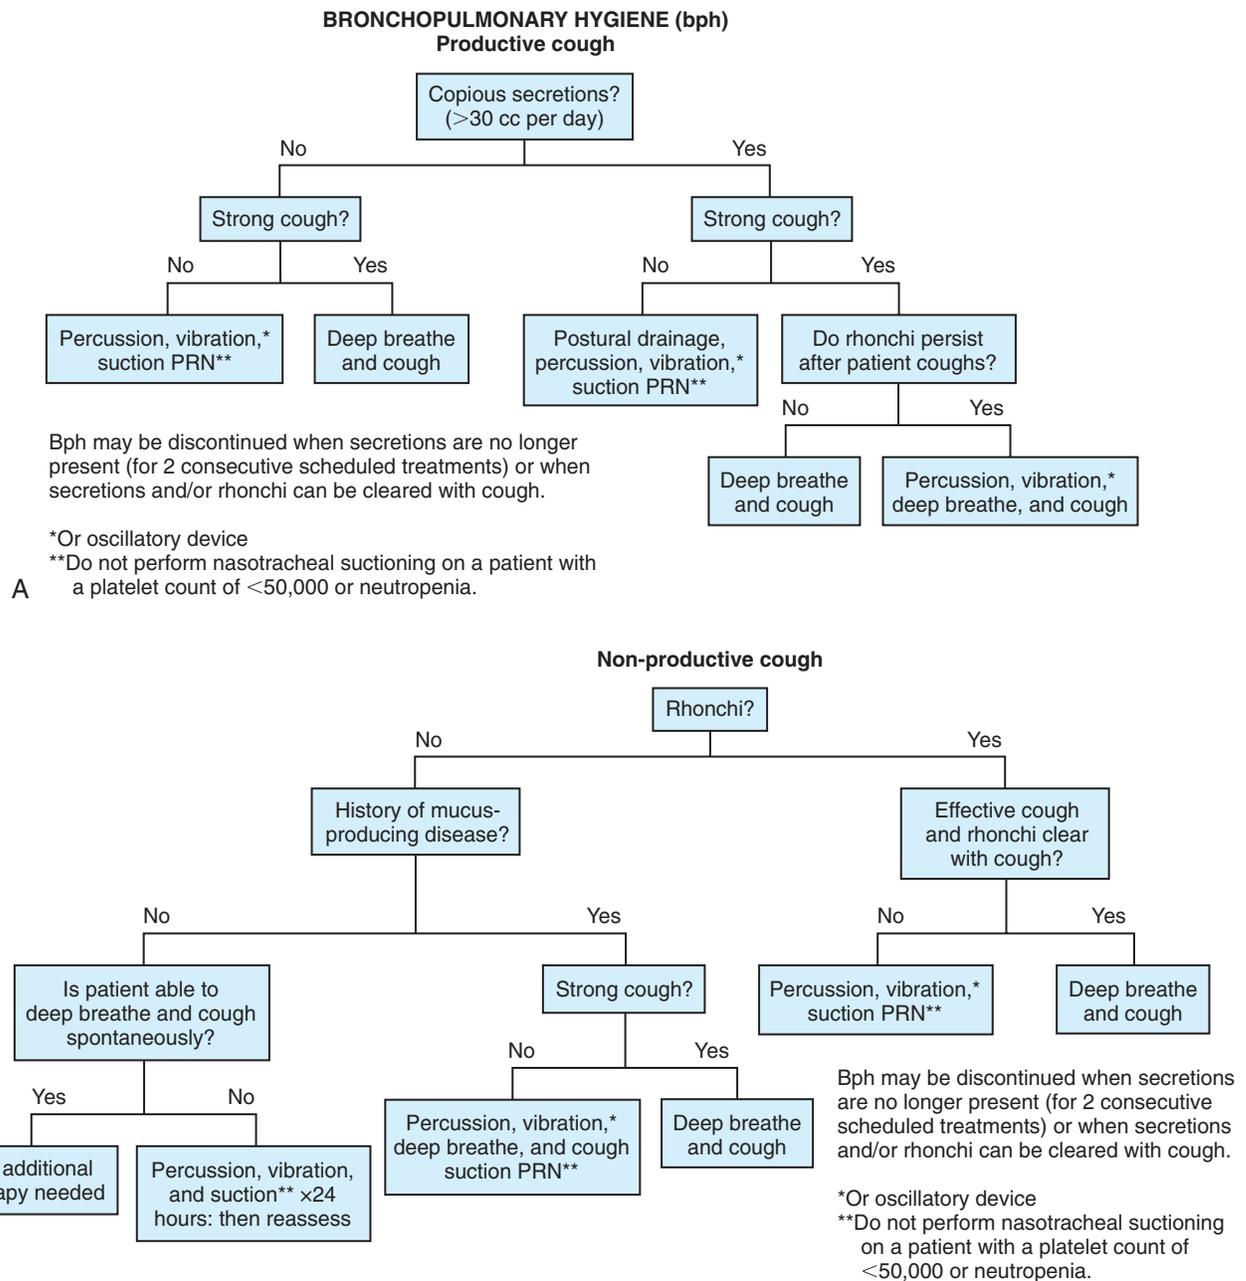 BRONCHOPULMONARY HYGIENE (bph)
Productive cough
Copious secretions?
(>30 cc per day)
No
Yes
Strong cough?
Strong cough?
No
Yes
No
Yes
Percussion, vibration,*
suction PRN**
Deep breathe
and cough
Postural drainage,
percussion, vibration,*
suction PRN**
Do rhonchi persist
after patient coughs?
No
Yes
Deep breathe
and cough
Percussion, vibration,*
deep breathe, and cough
Bph may be discontinued when secretions are no longer
present (for 2 consecutive scheduled treatments) or when
secretions and/or rhonchi can be cleared with cough.
*Or oscillatory device
**Do not perform nasotracheal suctioning on a patient with
a platelet count of <50,000 or neutropenia.
A
Non-productive cough
Rhonchi?
No
Yes
History of mucus-
producing disease?
Effective cough
and rhonchi clear
with cough?
No
Yes
No
Yes
Is patient able to
deep breathe and cough
spontaneously?
Strong cough?
Percussion, vibration,*
suction PRN**
Deep breathe
and cough
Yes
No
No
Yes
additional
apy needed
Percussion, vibration,
and suction** ×24
hours: then reassess
Percussion, vibration,*
deep breathe, and cough
suction PRN**
Deep breathe
and cough
Bph may be discontinued when secretions
are no longer present (for 2 consecutive
scheduled treatments) or when secretions
and/or rhonchi can be cleared with cough.
*Or oscillatory device
**Do not perform nasotracheal suctioning
on a patient with a platelet count of
<50,000 or neutropenia.